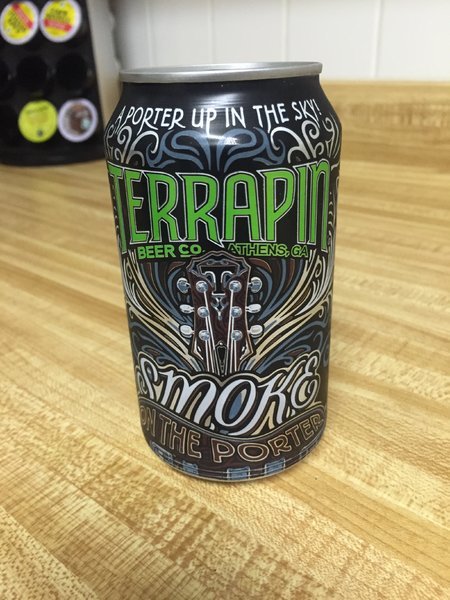 A PORTER UP IN THE SKY!
TERRAPIN
BEER CO. ATHENS, GA
SMOKE
ON THE PORTER